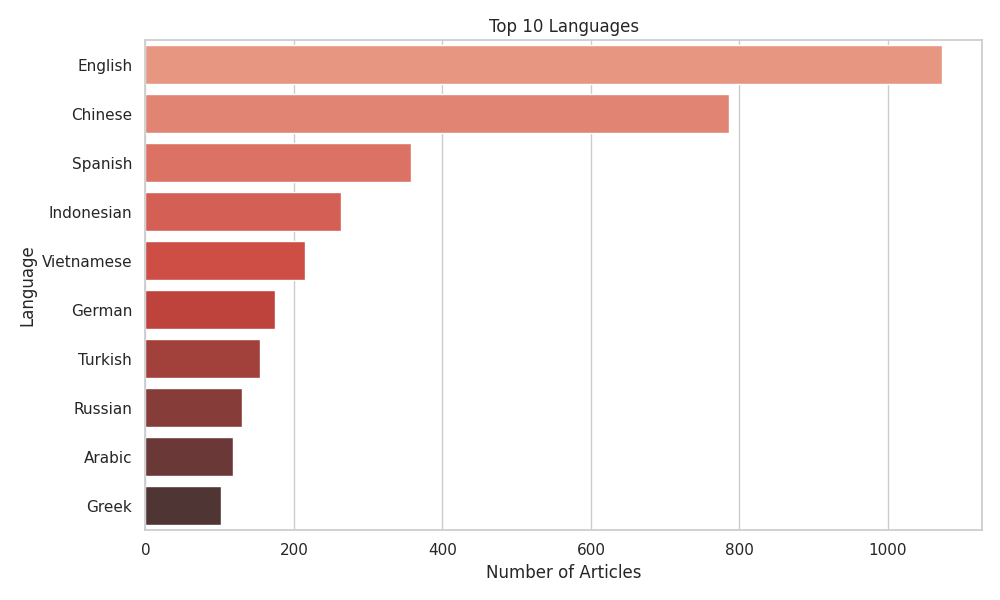 Top 10 Languages
English
Chinese
Spanish
Indonesian
Vietnamese
German
Turkish
Russian
Arabic
Greek
Language
0 200 400 600 800 1000
Number of Articles